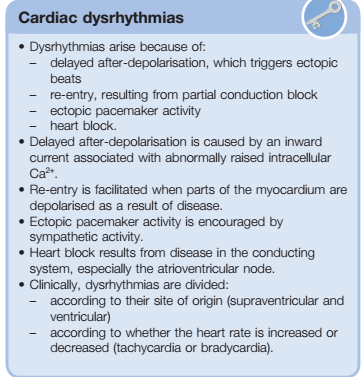 Cardiac dysrhythmias
• Dysrhythmias arise because of:
– delayed after-depolarisation, which triggers ectopic
beats
– re-entry, resulting from partial conduction block
– ectopic pacemaker activity
– heart block.
• Delayed after-depolarisation is caused by an inward
current associated with abnormally raised intracellular
Ca²⁺.
• Re-entry is facilitated when parts of the myocardium are
depolarised as a result of disease.
• Ectopic pacemaker activity is encouraged by
sympathetic activity.
• Heart block results from disease in the conducting
system, especially the atrioventricular node.
• Clinically, dysrhythmias are divided:
– according to their site of origin (supraventricular and
ventricular)
– according to whether the heart rate is increased or
decreased (tachycardia or bradycardia).